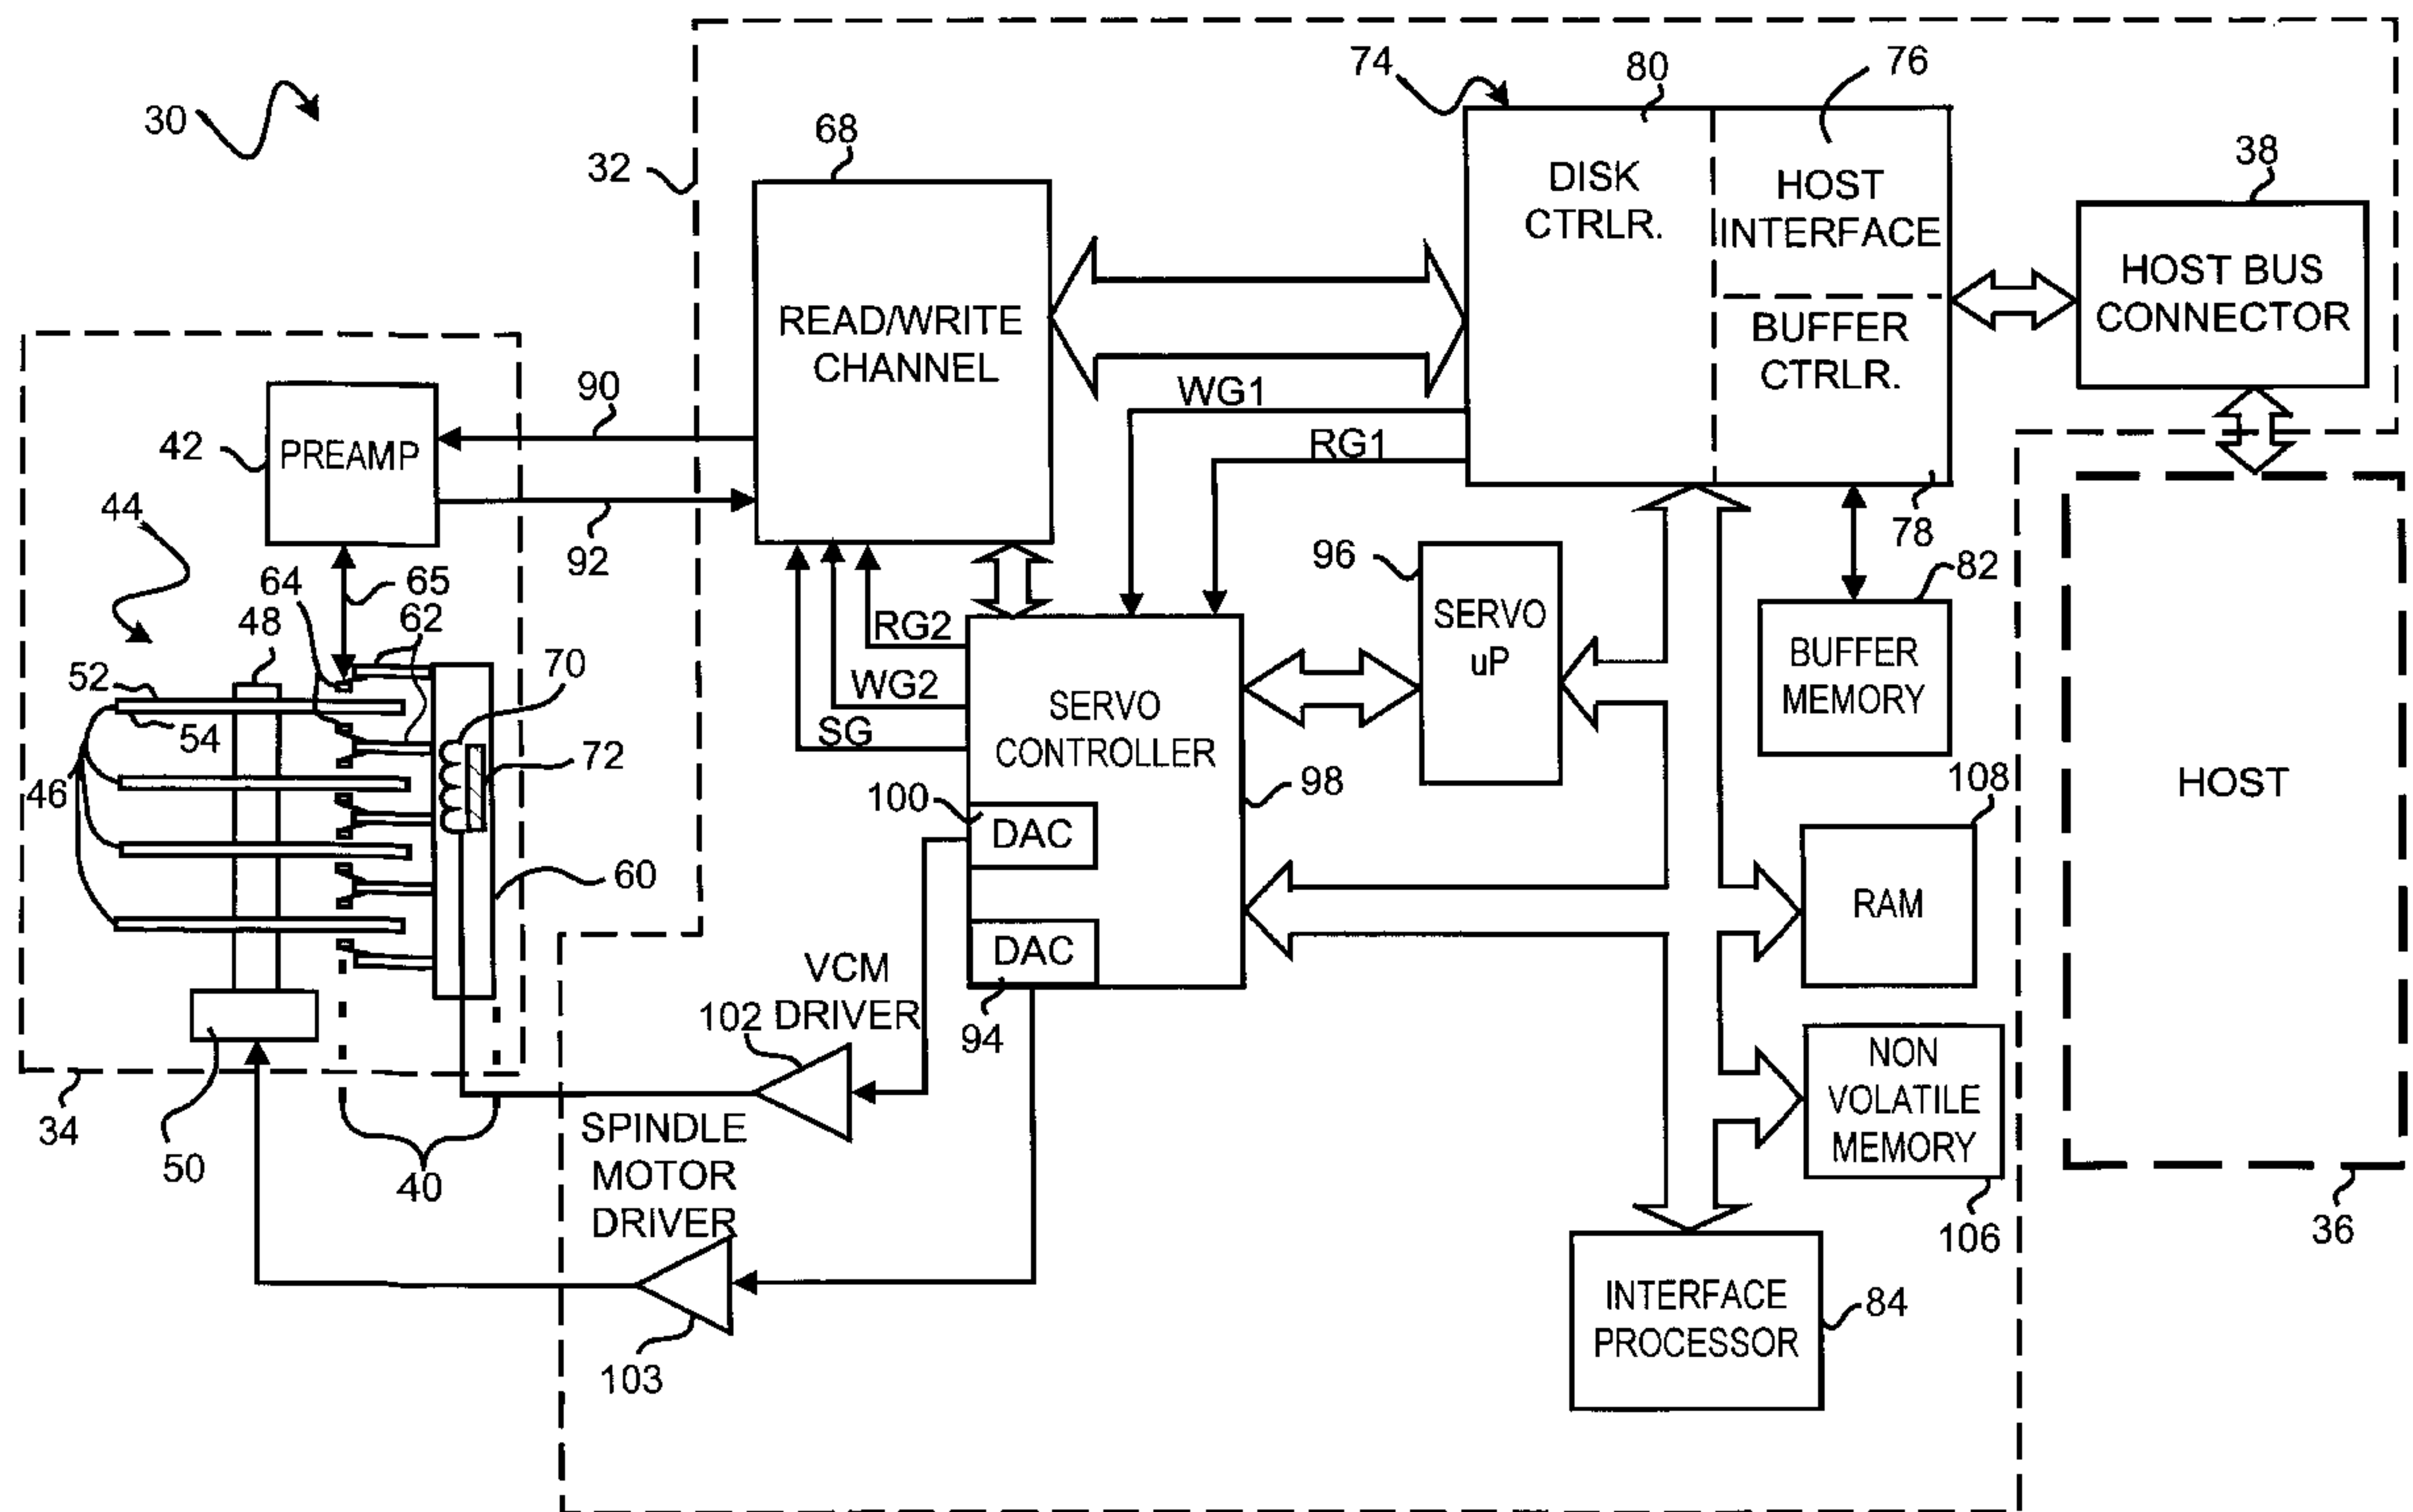 30
32
68
74
80
76
38
DISK
CTRLR.
HOST
INTERFACE
BUFFER
CTRLR.
HOST BUS
CONNECTOR
READ/WRITE
CHANNEL
42
PREAMP
90
92
WG1
RG1
78
44
64
65
48
62
52
54
46
70
72
60
RG2
WG2
SG
96
SERVO
uP
82
BUFFER
MEMORY
SERVO
CONTROLLER
98
100
DAC
DAC
94
108
RAM
HOST
36
VCM
DRIVER
102
NON
VOLATILE
MEMORY
106
34
50
40
SPINDLE
MOTOR
DRIVER
103
INTERFACE
PROCESSOR
84